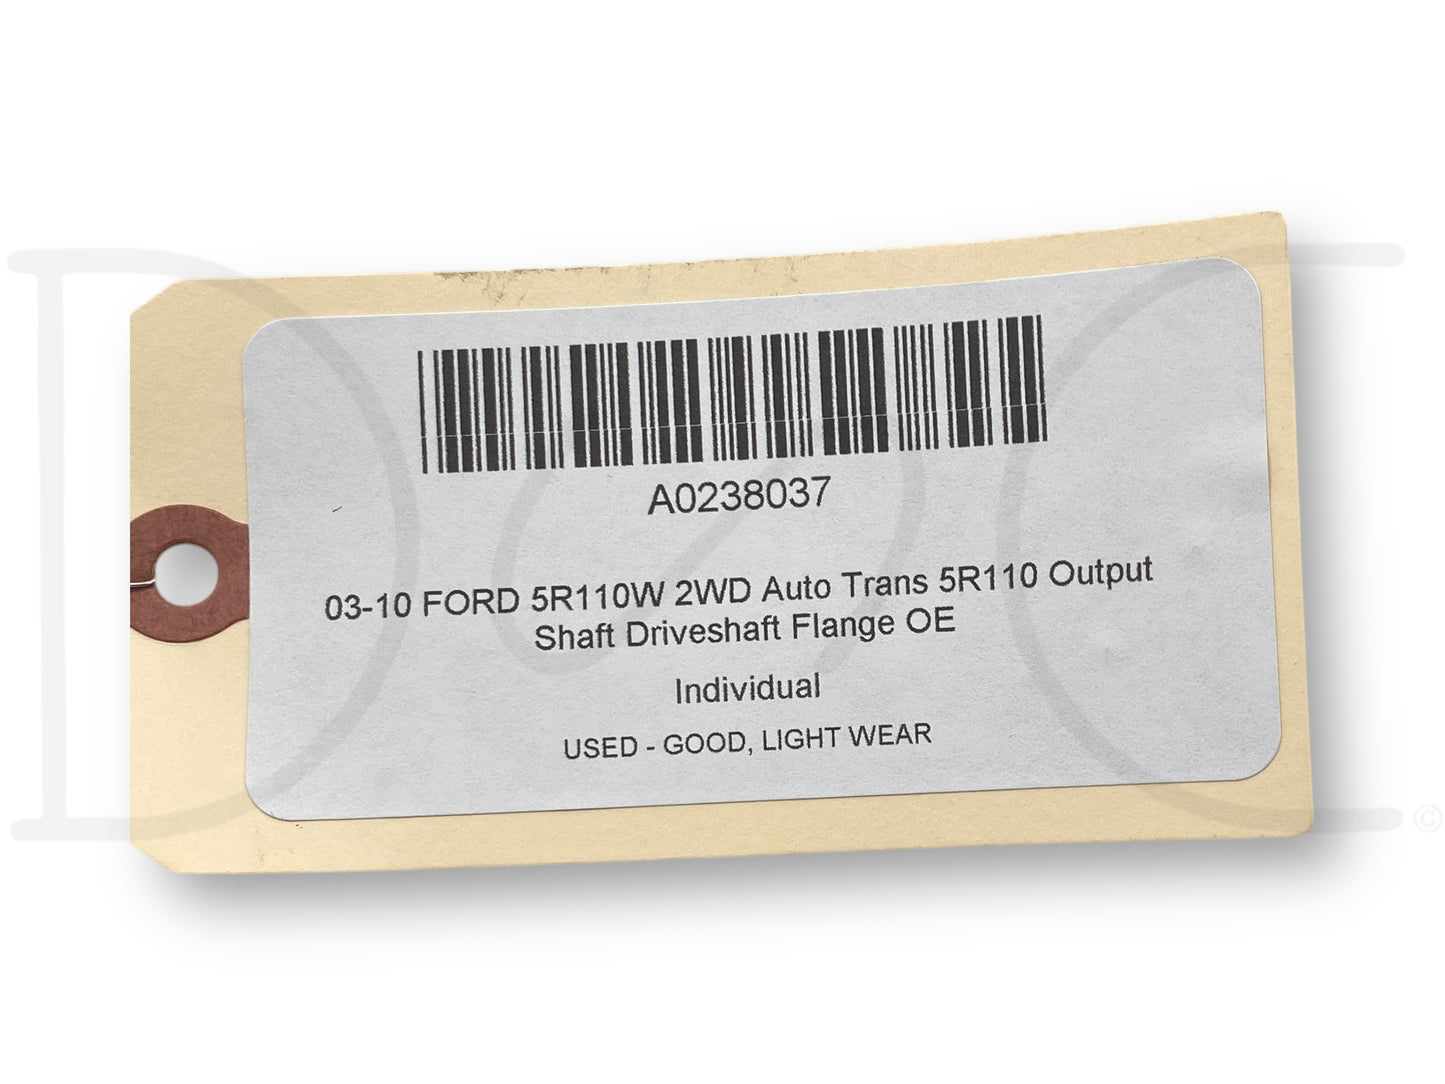 A0238037
03-10 FORD 5R110W 2WD Auto Trans 5R110 Output
Shaft Driveshaft Flange OE
Individual
USED - GOOD, LIGHT WEAR
©